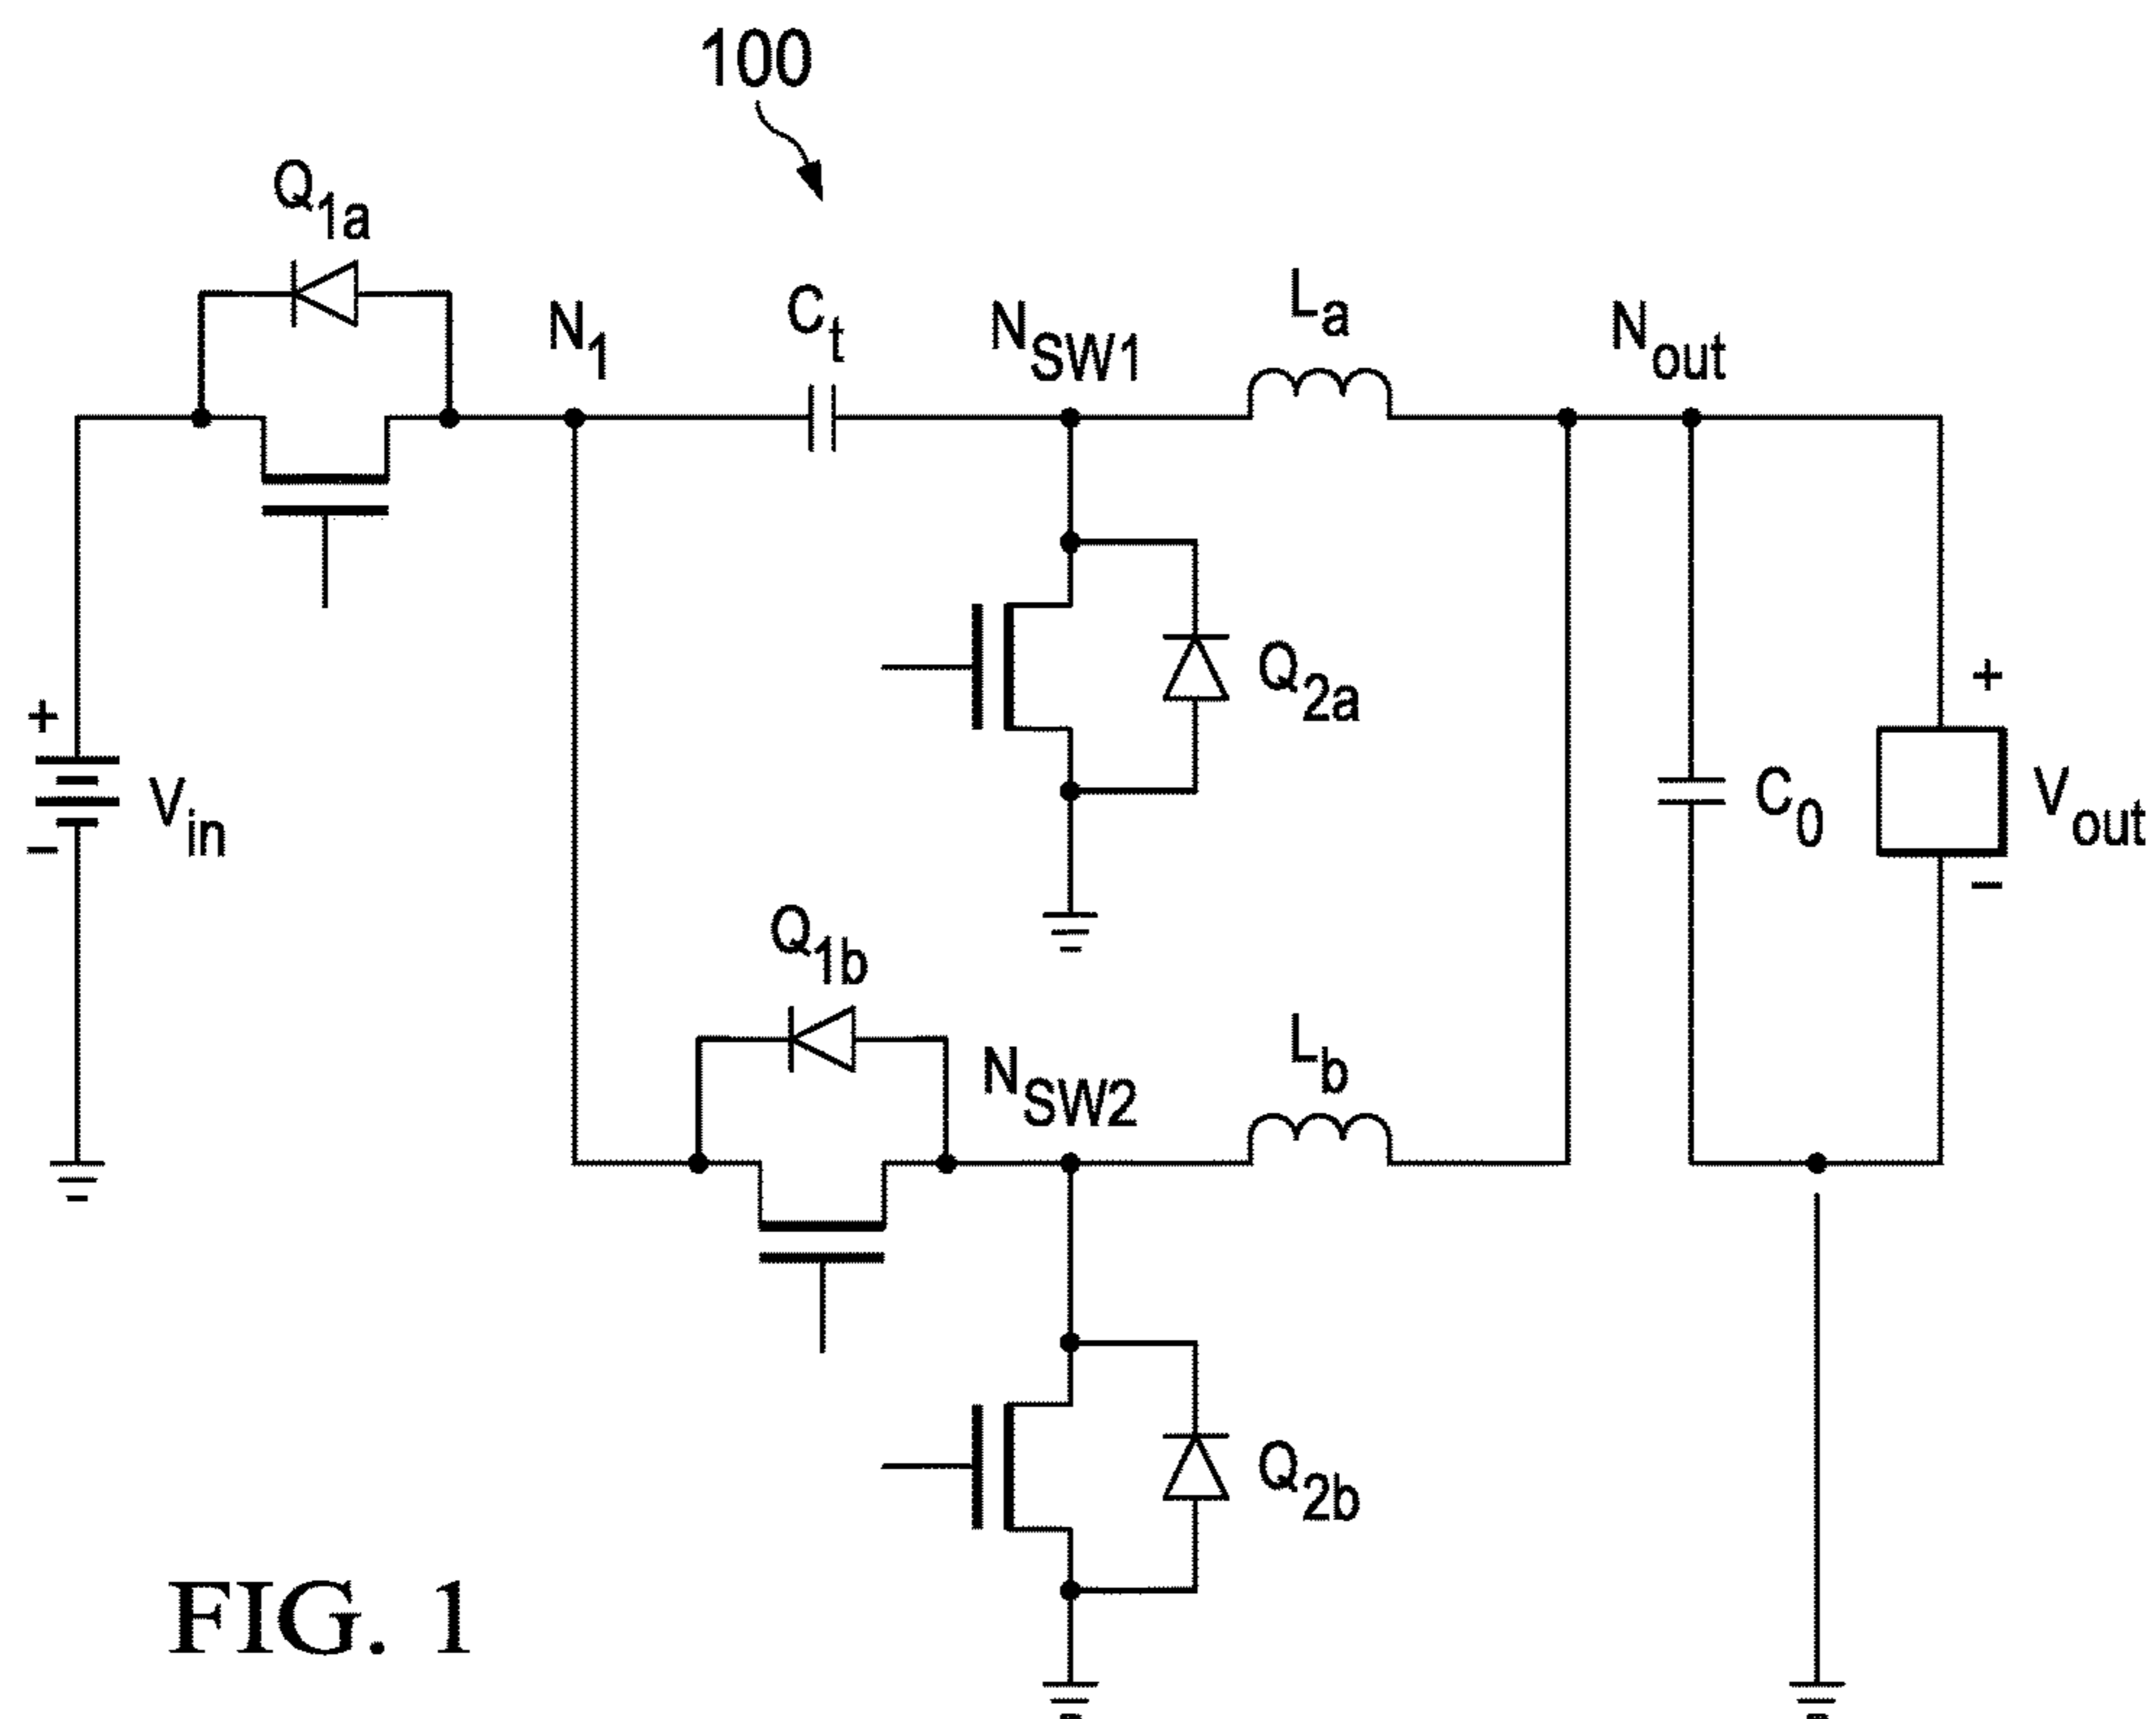 100
Q1a
N1
Ct
NSW1
La
Nout
Q2a
+
+
Vin
−
C0
Vout
−
Q1b
NSW2
Lb
Q2b
FIG. 1